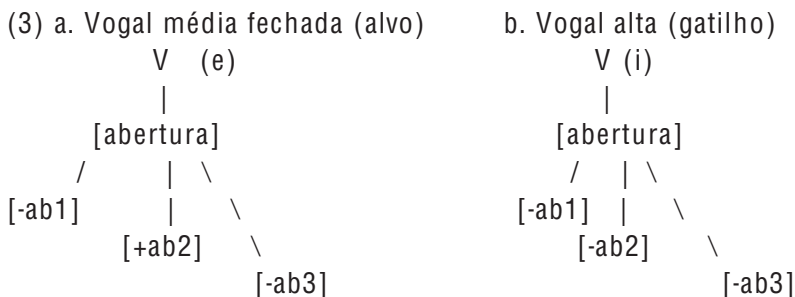 (3) a. Vogal média fechada (alvo) b. Vogal alta (gatilho)
V (e) V (i)
| |
[abertura] [abertura]
/ | \ / | \
[-ab1] | \ [-ab1] | \
[+ab2] \ [-ab2] \
[-ab3] [-ab3]